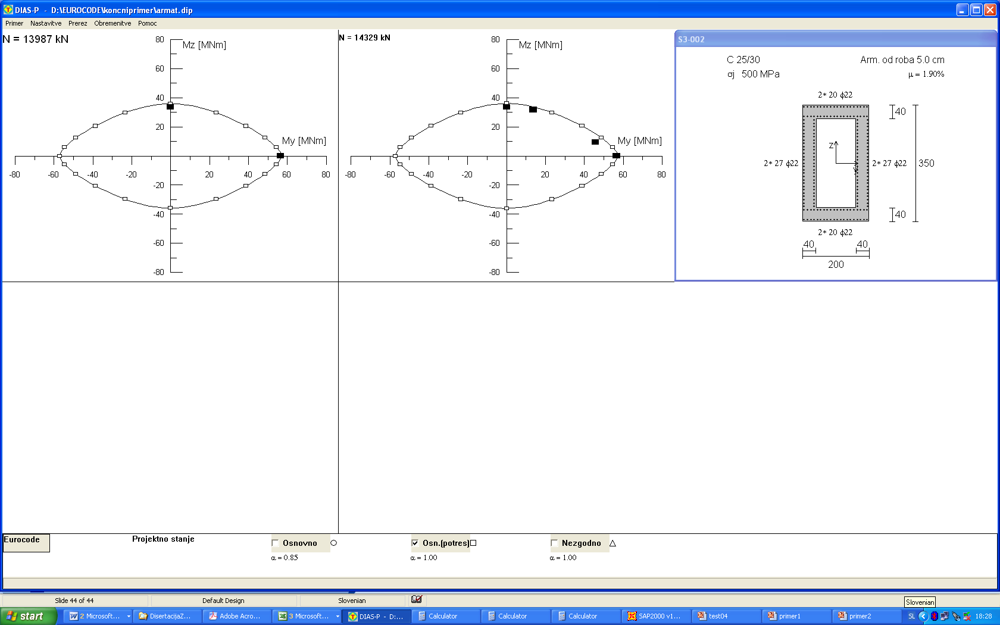 DIAS-P - D:\EUROCODE\koncniprimer\armat.dip
Primer Nastavitve Prerez Obremenitve Pomoc
N = 13987 kN
80
Mz [MNm]
60
40
20
My [MNm]
-80 -60 -40 -20 20 40 60 80
-20
-40
-60
-80
N = 14329 kN
80
Mz [MNm]
60
40
20
My [MNm]
-80 -60 -40 -20 20 40 60 80
-20
-40
-60
-80
S3-002
C 25/30 Arm. od roba 5.0 cm
σj 500 MPa μ = 1.90%
2* 20 ϕ22
40
Z
2* 27 ϕ22 2* 27 ϕ22 350
40
2* 20 ϕ22
40 40
200
Eurocode Projektno stanje
Osnovno Osn.(potres) Nezgodno
α = 0.85 α = 1.00 α = 1.00
Slide 44 of 44 Default Design Slovenian
Slovenian
start 2 Microsoft... DisertacijaZ... Adobe Acro... 3 Microsoft... DIAS-P - D:... Calculator Calculator Calculator SAP2000 v1... test04 primer1 primer2 SL 18:28